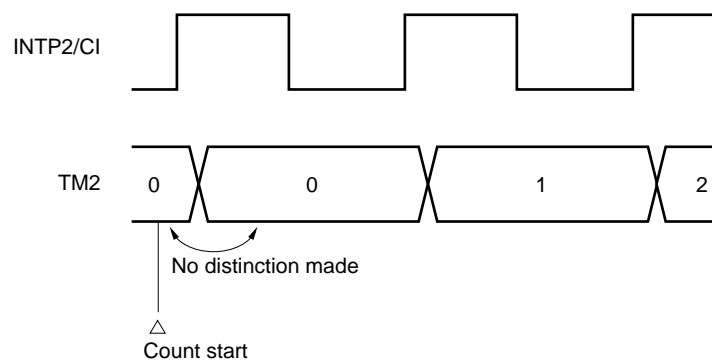 INTP2/CI
TM2
0
0
1
2
No distinction made
△
Count start